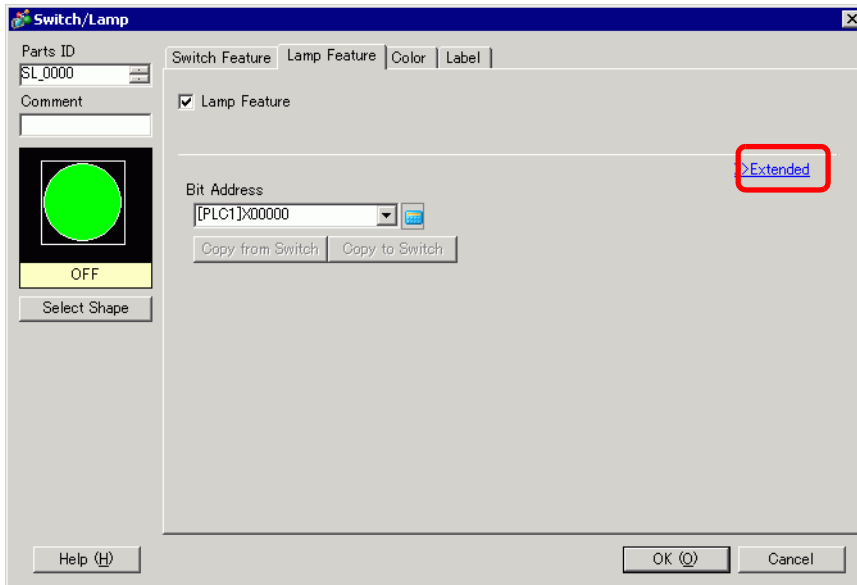 Switch/Lamp
Parts ID
SL_0000
Comment
OFF
Select Shape
Switch Feature Lamp Feature Color Label
Lamp Feature
>>Extended
Bit Address
[PLC1]X00000
Copy from Switch Copy to Switch
Help (H) OK (O) Cancel